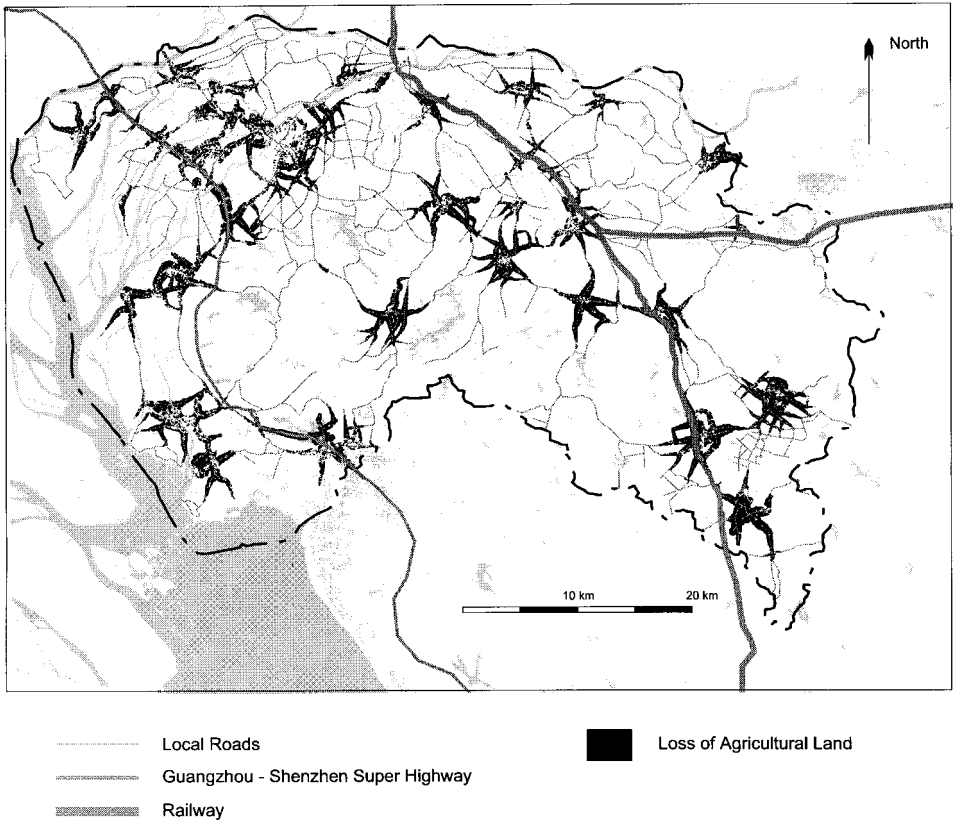 North
10 km
20 km
Local Roads
Loss of Agricultural Land
Guangzhou - Shenzhen Super Highway
Railway